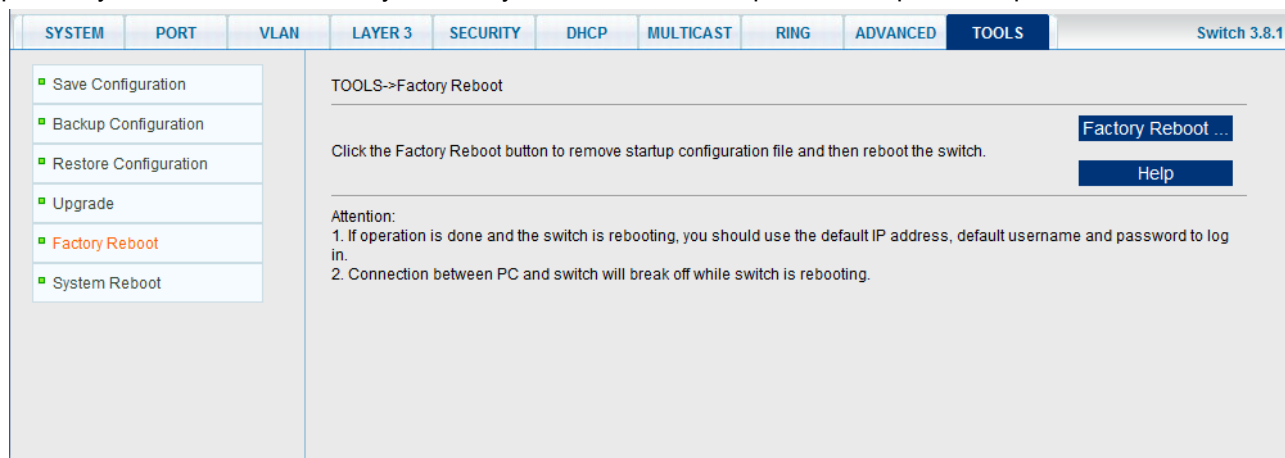 SYSTEM PORT VLAN LAYER 3 SECURITY DHCP MULTICAST RING ADVANCED TOOLS Switch 3.8.1
Save Configuration
Backup Configuration
Restore Configuration
Upgrade
Factory Reboot
System Reboot
TOOLS->Factory Reboot
Click the Factory Reboot button to remove startup configuration file and then reboot the switch.
Factory Reboot ...
Help
Attention:
1. If operation is done and the switch is rebooting, you should use the default IP address, default username and password to log
in.
2. Connection between PC and switch will break off while switch is rebooting.